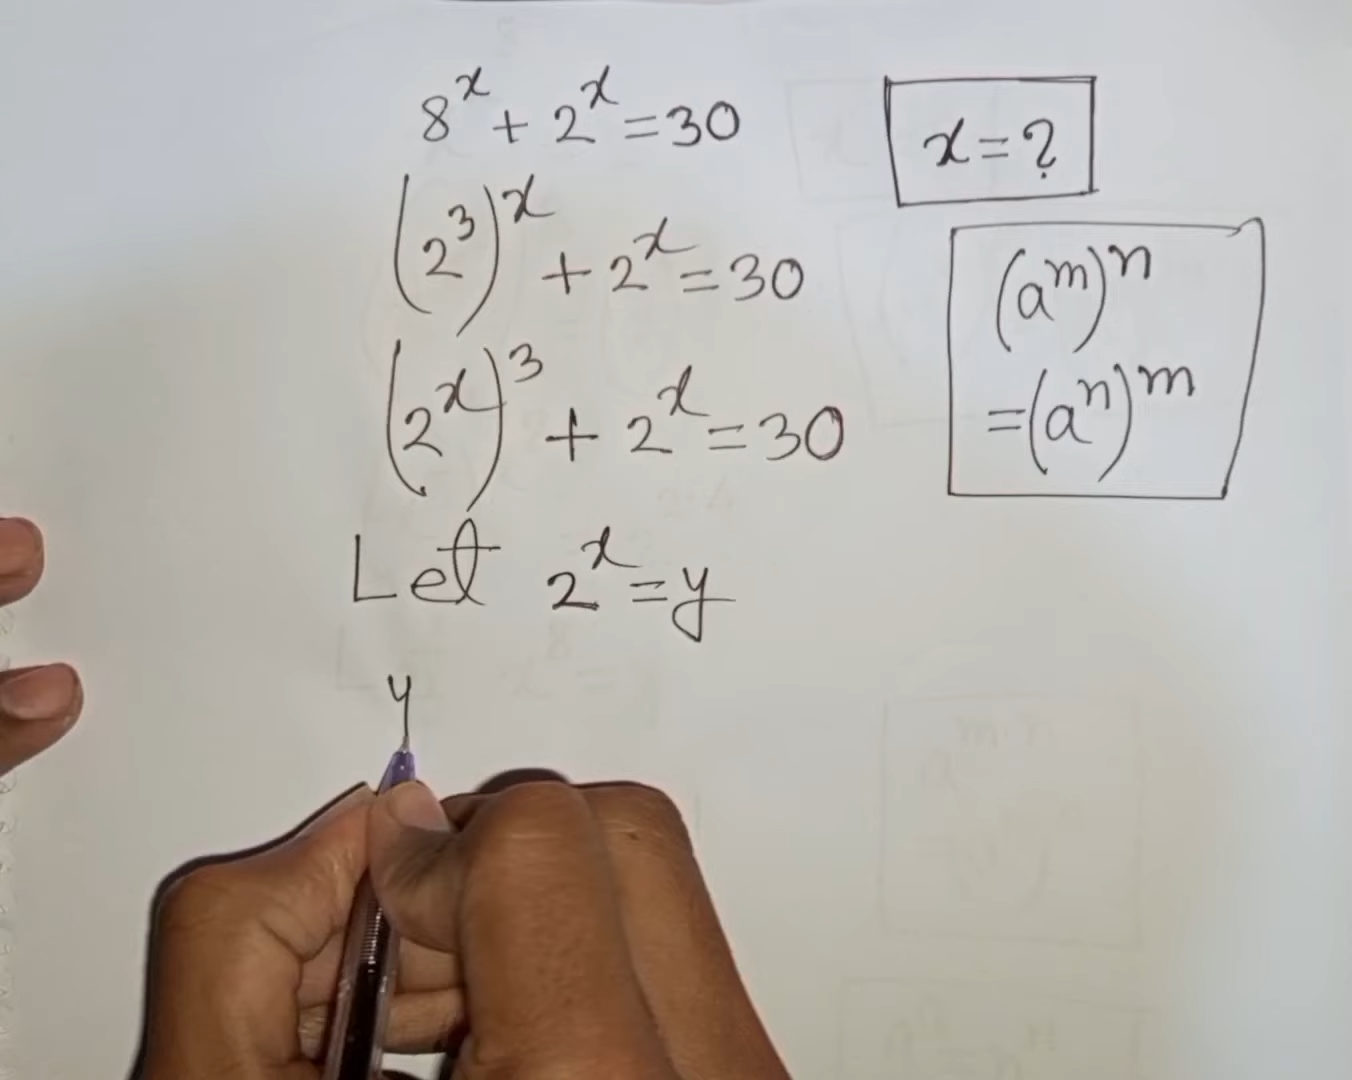 8^x + 2^x = 30
x = ?
(2^3)^x + 2^x = 30
(a^m)^n
= (a^n)^m
(2^x)^3 + 2^x = 30
Let 2^x = y
y